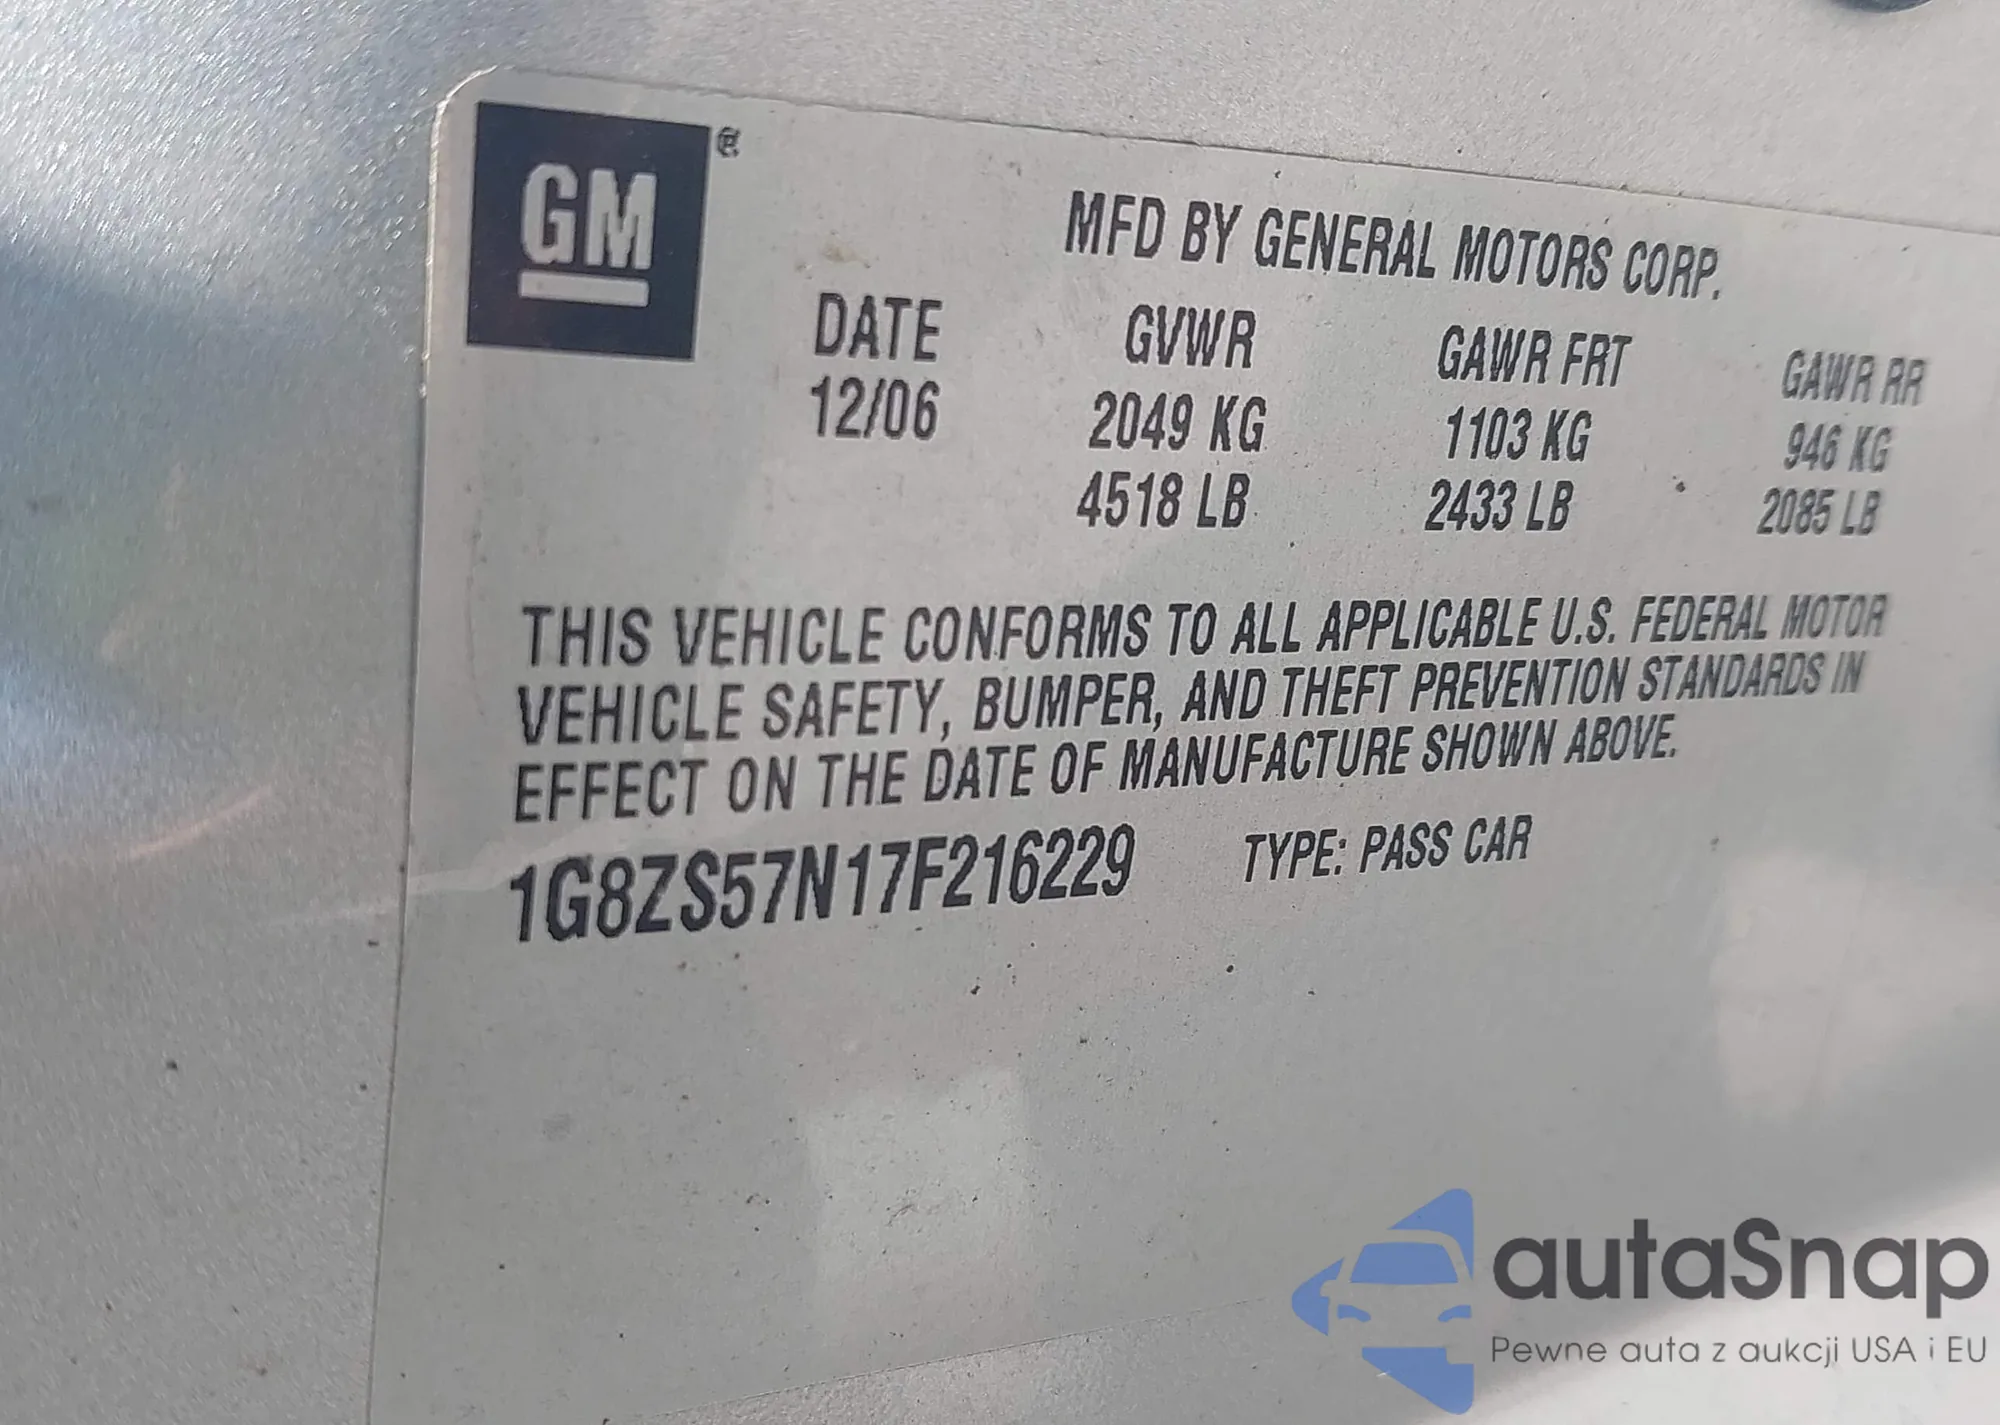 GM ®
MFD BY GENERAL MOTORS CORP.
DATE GVWR GAWR FRT GAWR RR
12/06 2049 KG 1103 KG 946 KG
4518 LB 2433 LB 2085 LB
THIS VEHICLE CONFORMS TO ALL APPLICABLE U.S. FEDERAL MOTOR
VEHICLE SAFETY, BUMPER, AND THEFT PREVENTION STANDARDS IN
EFFECT ON THE DATE OF MANUFACTURE SHOWN ABOVE.
1G8ZS57N17F216229 TYPE: PASS CAR
autaSnap
Pewne auta z aukcji USA i EU